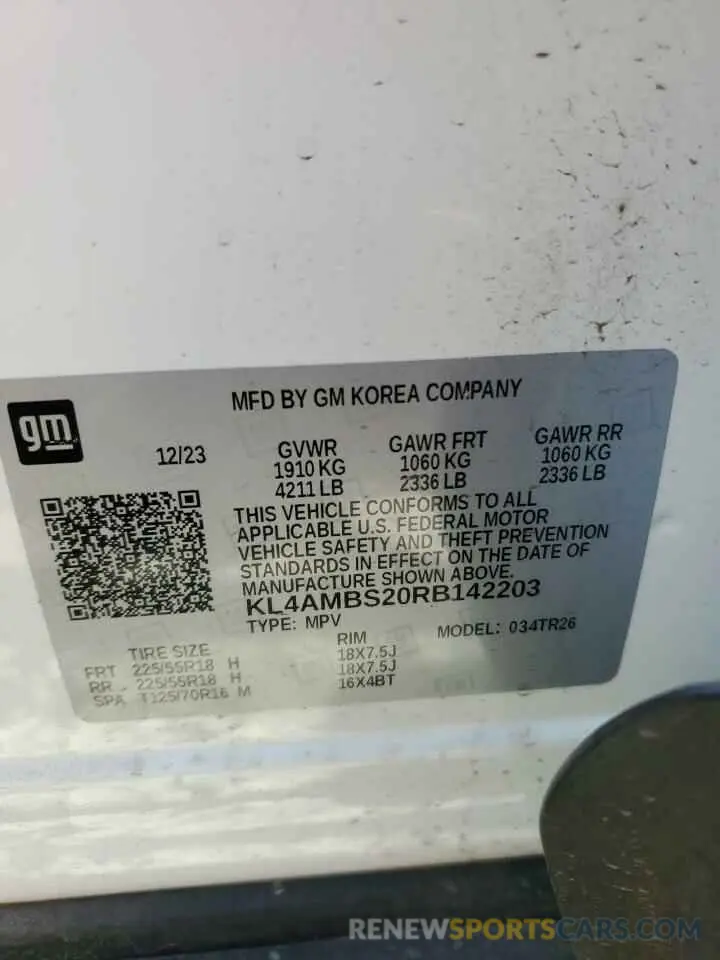 gm
MFD BY GM KOREA COMPANY
12/23
GVWR
1910 KG
4211 LB
GAWR FRT
1060 KG
2336 LB
GAWR RR
1060 KG
2336 LB
THIS VEHICLE CONFORMS TO ALL
APPLICABLE U.S. FEDERAL MOTOR
VEHICLE SAFETY AND THEFT PREVENTION
STANDARDS IN EFFECT ON THE DATE OF
MANUFACTURE SHOWN ABOVE.
KL4AMBS20RB142203
TYPE: MPV
MODEL: 034TR26
TIRE SIZE
RIM
FRT 225/55R18 H 18X7.5J
RR 225/55R18 H 18X7.5J
SPA T125/70R16 M 16X4BT
RENEWSPORTSCARS.COM